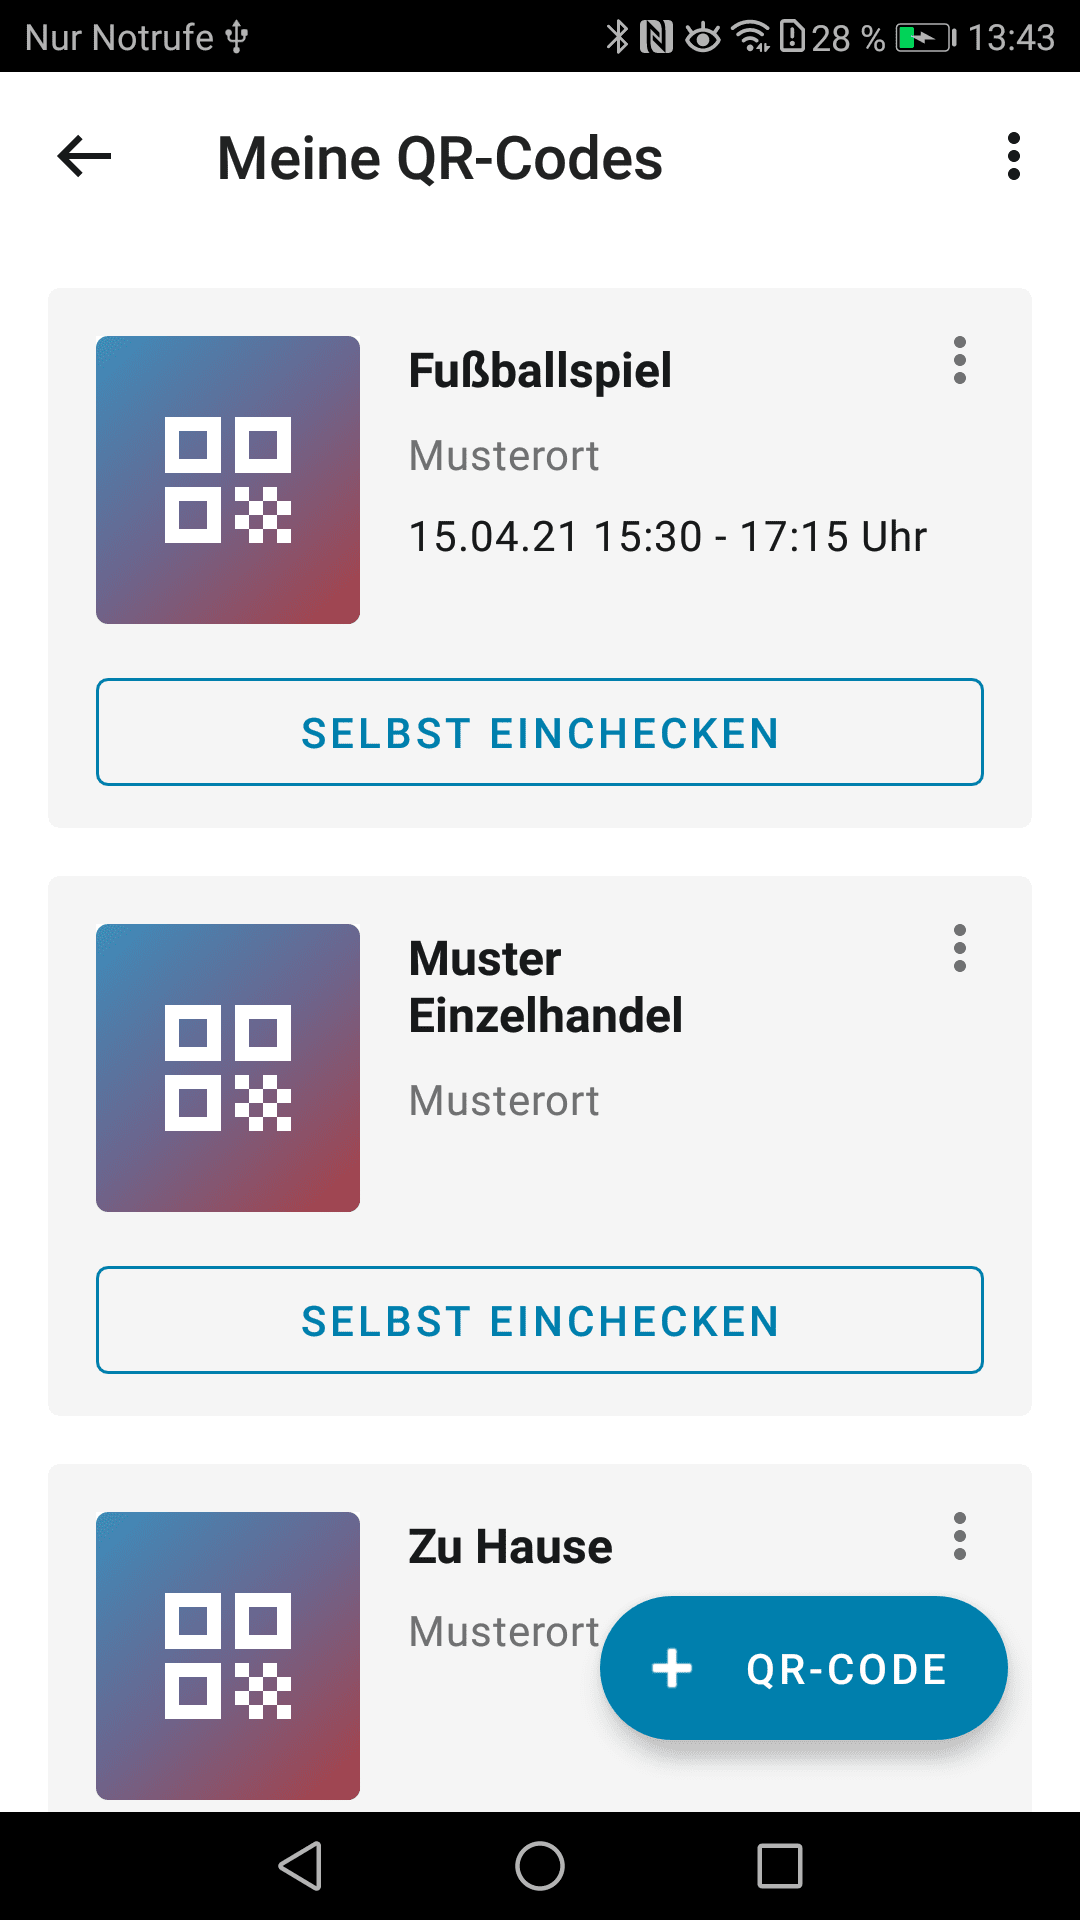 Nur Notrufe 28 % 13:43
Meine QR-Codes
Fußballspiel
Musterort
15.04.21 15:30 - 17:15 Uhr
SELBST EINCHECKEN
Muster
Einzelhandel
Musterort
SELBST EINCHECKEN
Zu Hause
Musterort
+ QR-CODE